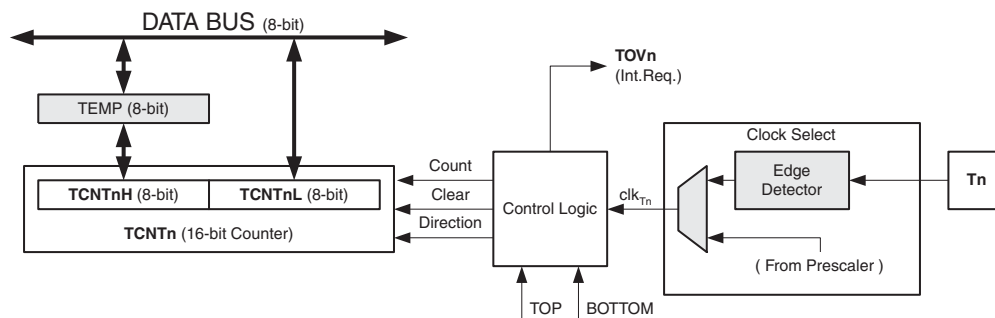 DATA BUS (8-bit)
TOVn
(Int.Req.)
TEMP (8-bit)
Clock Select
Count
Edge
Detector
Tn
TCNTnH (8-bit) TCNTnL (8-bit)
Clear
Control Logic
clkTn
Direction
TCNTn (16-bit Counter)
( From Prescaler )
TOP
BOTTOM